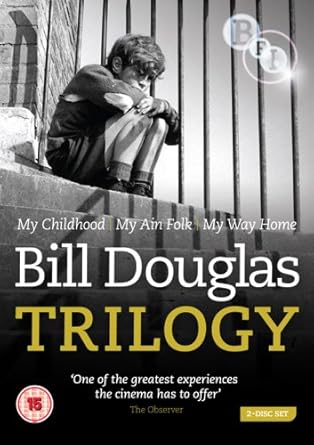 BFI
My Childhood | My Ain Folk | My Way Home
Bill Douglas
TRILOGY
‘One of the greatest experiences
the cinema has to offer’
The Observer
15
2-DISC SET